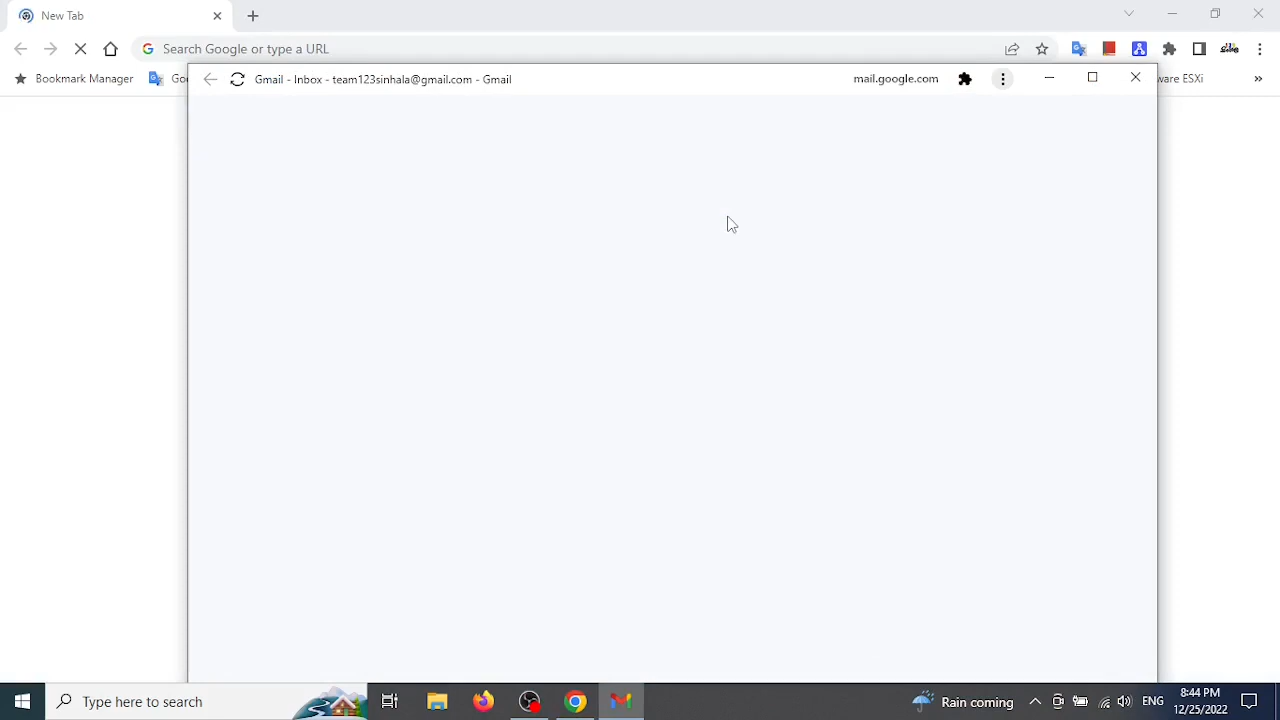 New Tab
Search Google or type a URL
Bookmark Manager
Goo
ware ESXi
Gmail - Inbox - team123sinhala@gmail.com - Gmail
mail.google.com
Type here to search
Rain coming
ENG
8:44 PM
12/25/2022